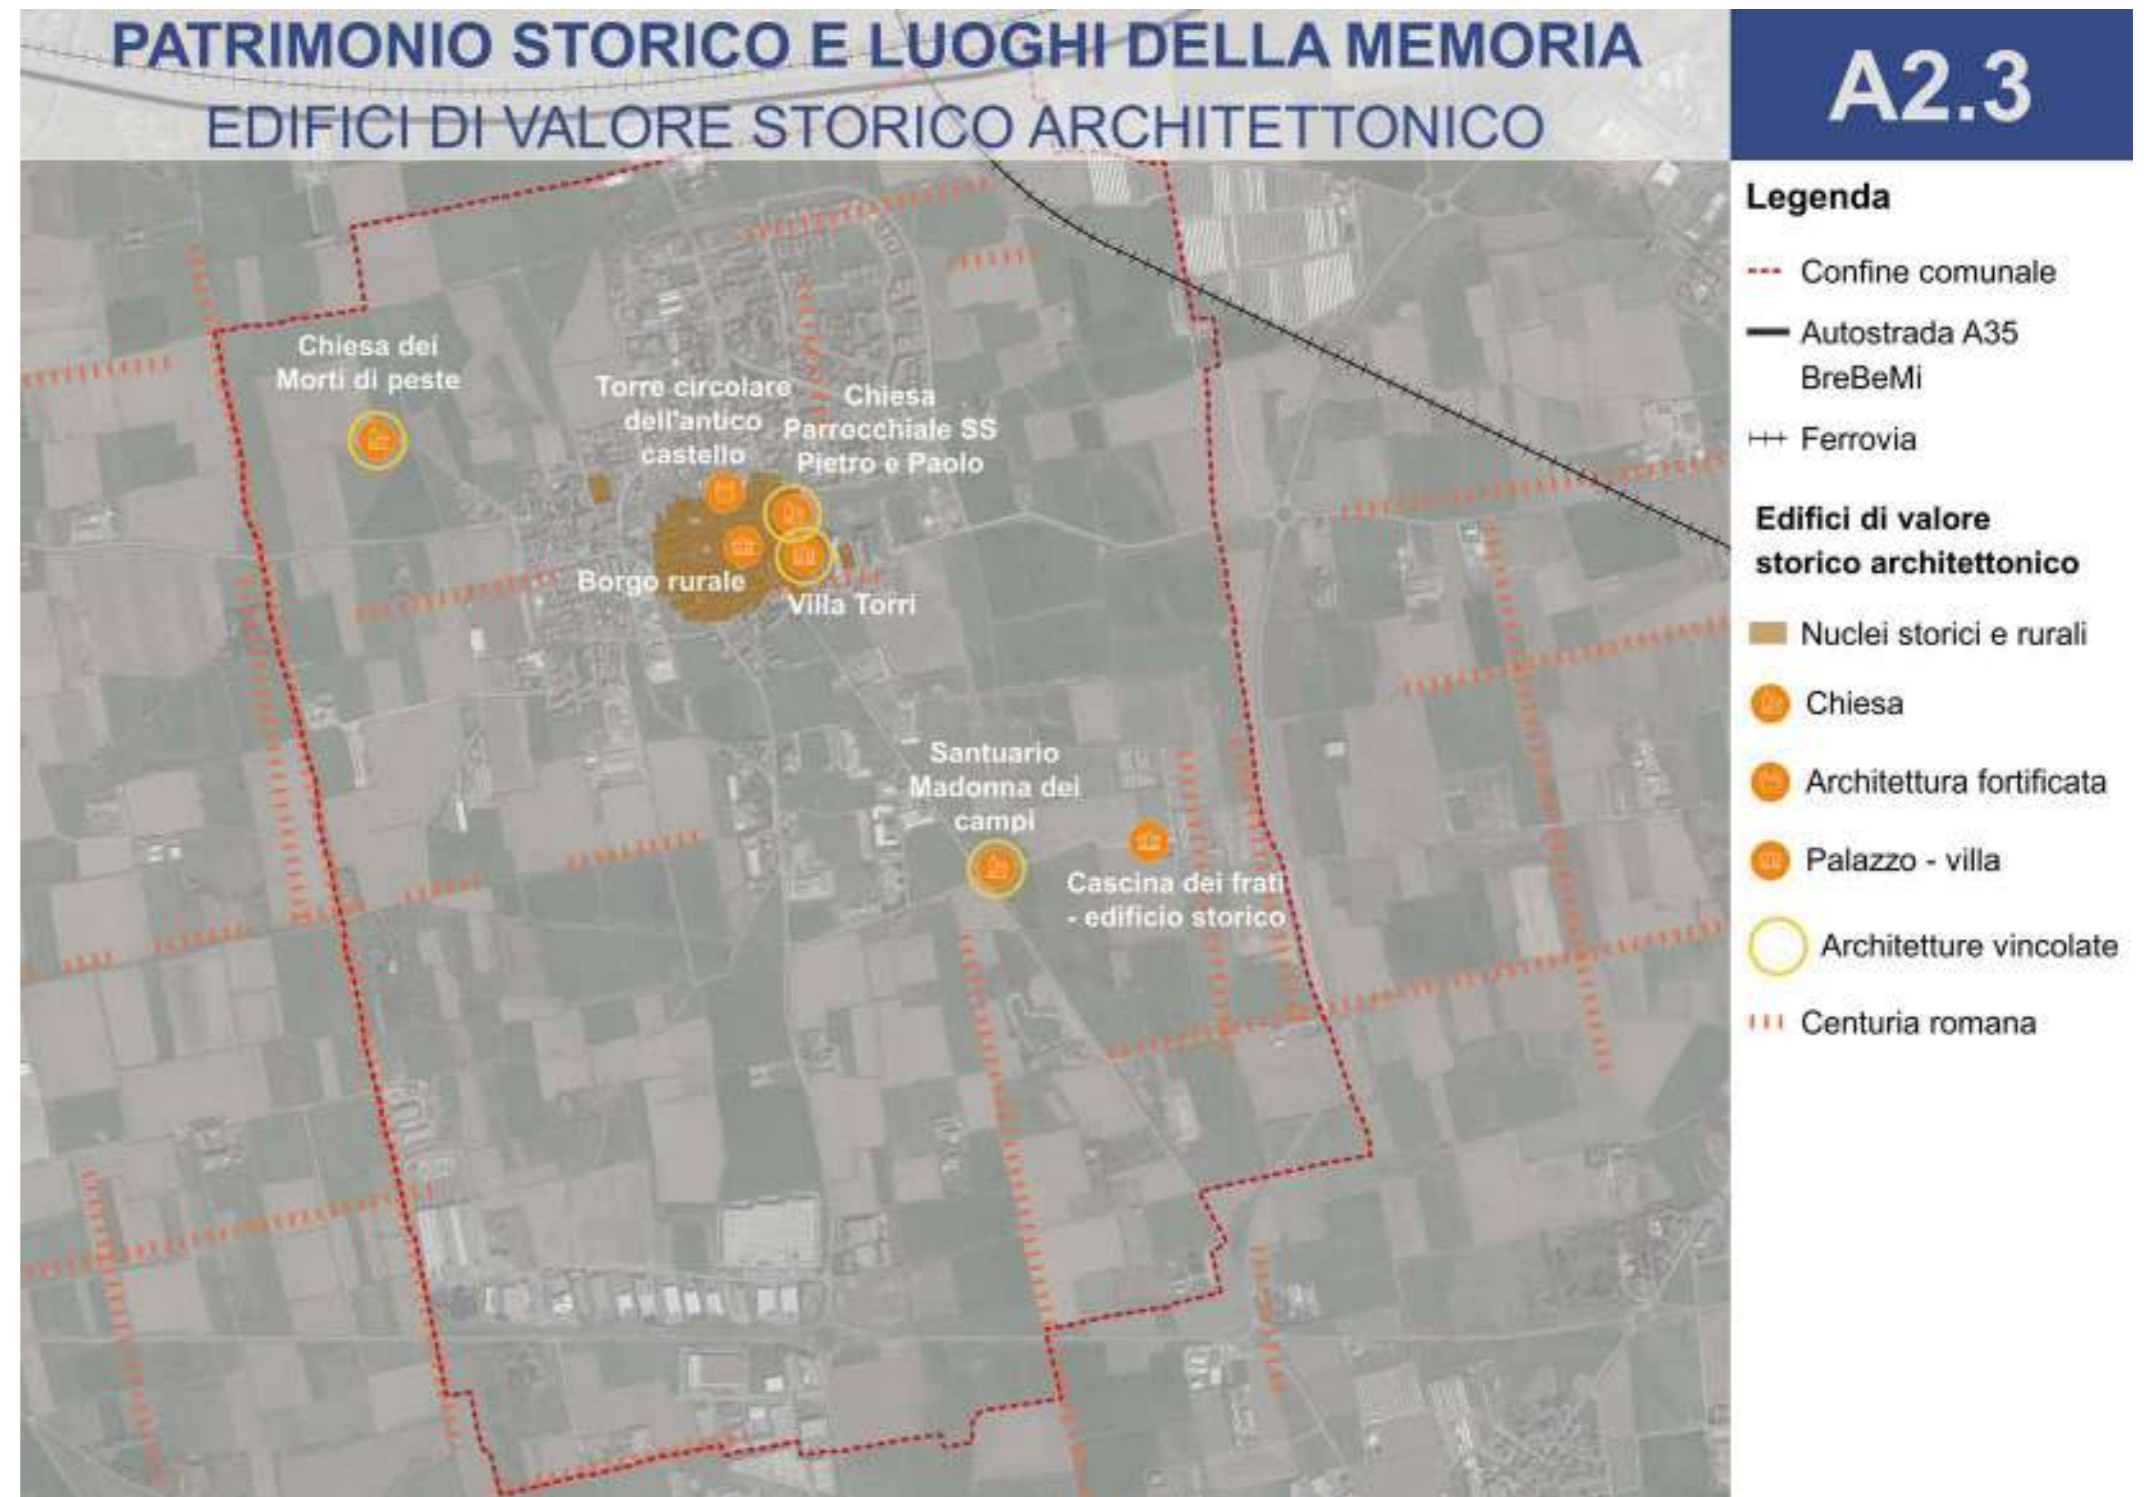 PATRIMONIO STORICO E LUOGHI DELLA MEMORIA
EDIFICI DI VALORE STORICO ARCHITETTONICO
A2.3
Chiesa dei
Morti di peste
Torre circolare
dell'antico
castello
Chiesa
Parrocchiale SS
Pietro e Paolo
Borgo rurale
Villa Torri
Santuario
Madonna dei
campi
Cascina dei frati
- edificio storico
Legenda
Confine comunale
Autostrada A35
BreBeMi
Ferrovia
Edifici di valore
storico architettonico
Nuclei storici e rurali
Chiesa
Architettura fortificata
Palazzo - villa
Architetture vincolate
Centuria romana